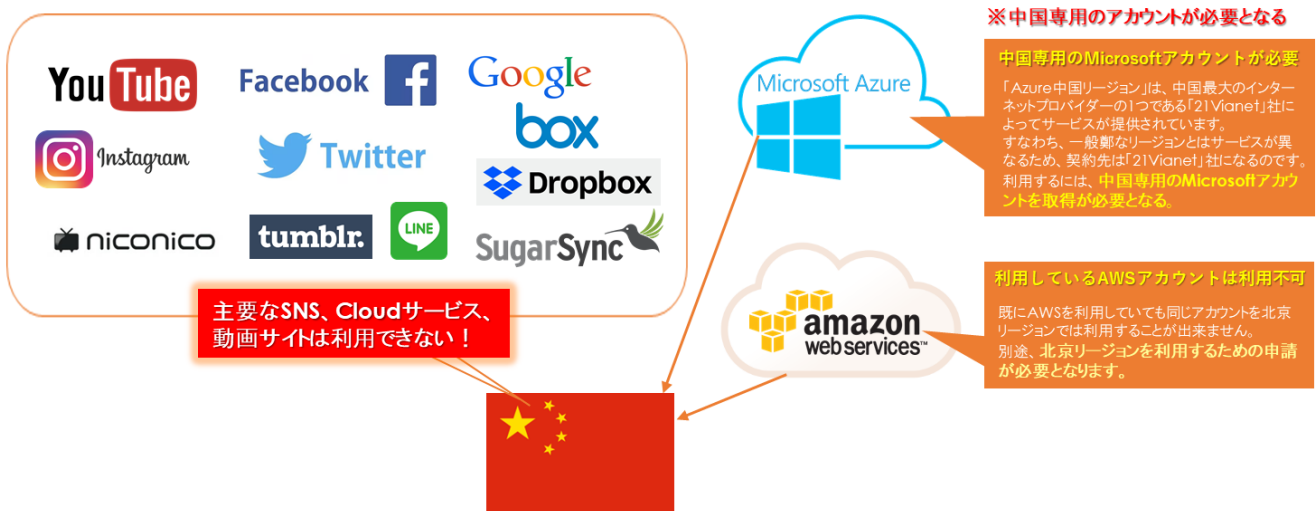 ※中国専用のアカウントが必要となる
YouTube
Facebook
Google
box
Instagram
Twitter
Dropbox
niconico
tumblr.
LINE
SugarSync
主要なSNS、Cloudサービス、
動画サイトは利用できない！
Microsoft Azure
中国専用のMicrosoftアカウントが必要
「Azure中国リージョン」は、中国最大のインター
ネットプロバイダーの1つである「21Vianet」社に
よってサービスが提供されています。
すなわち、一般鄭なリージョンとはサービスが異
なるため、契約先は「21Vianet」社になるのです。
利用するには、中国専用のMicrosoftアカウ
ントを取得が必要となる。
amazon
webservices™
利用しているAWSアカウントは利用不可
既にAWSを利用していても同じアカウントを北京
リージョンでは利用することが出来ません。
別途、北京リージョンを利用するための申請
が必要となります。